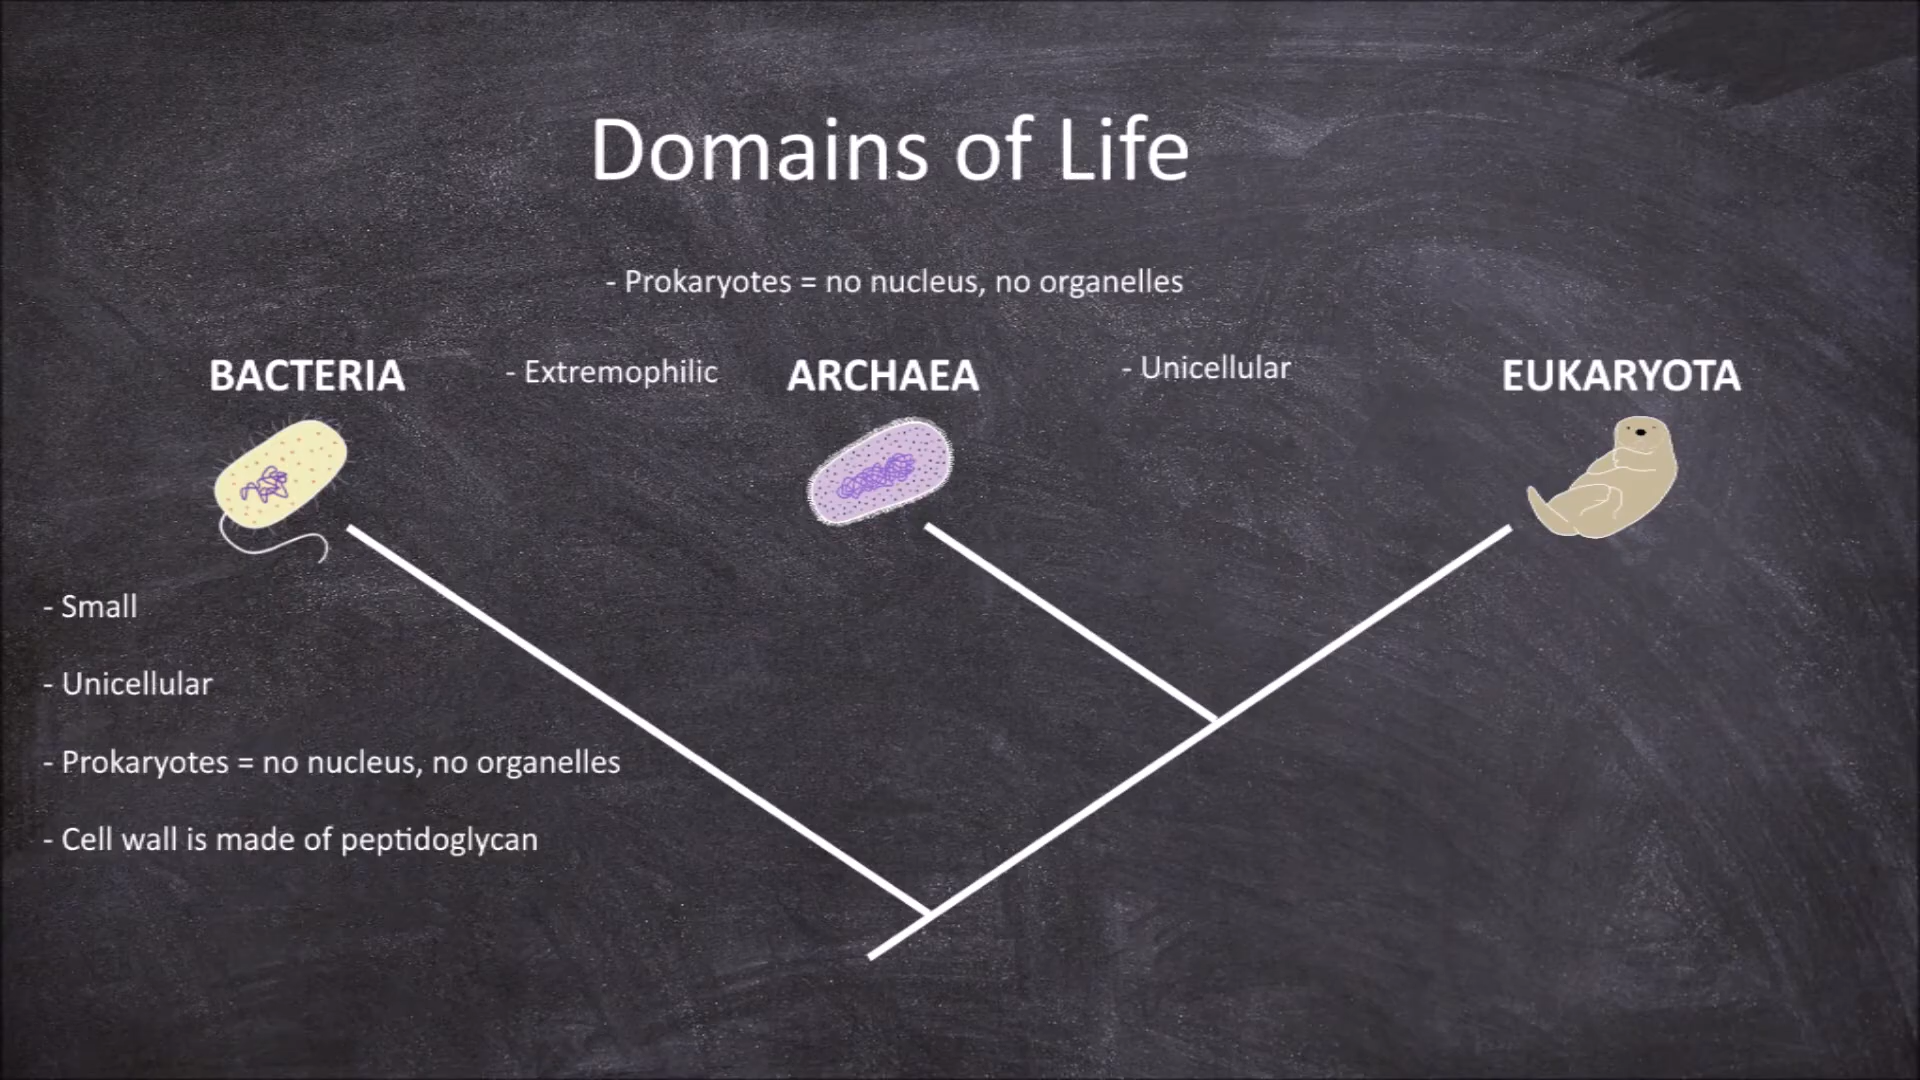 Domains of Life
- Prokaryotes = no nucleus, no organelles
BACTERIA
- Extremophilic
ARCHAEA
- Unicellular
EUKARYOTA
- Small
- Unicellular
- Prokaryotes = no nucleus, no organelles
- Cell wall is made of peptidoglycan